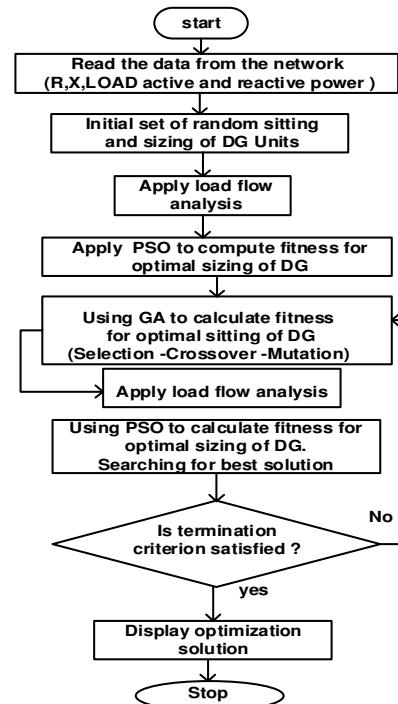 start
Read the data from the network
(R,X,LOAD active and reactive power )
Initial set of random sitting
and sizing of DG Units
Apply load flow
analysis
Apply PSO to compute fitness for
optimal sizing of DG
Using GA to calculate fitness
for optimal sitting of DG
(Selection -Crossover -Mutation)
Apply load flow analysis
Using PSO to calculate fitness for
optimal sizing of DG.
Searching for best solution
Is termination
criterion satisfied ?
No
yes
Display optimization
solution
Stop